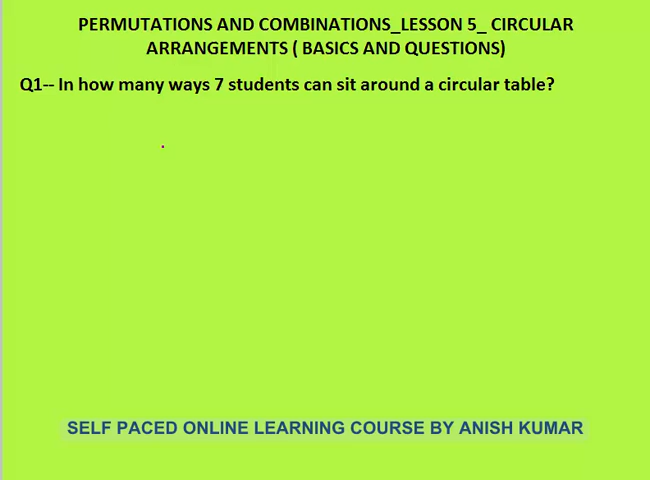 PERMUTATIONS AND COMBINATIONS_LESSON 5_ CIRCULAR
ARRANGEMENTS ( BASICS AND QUESTIONS)
Q1-- In how many ways 7 students can sit around a circular table?
SELF PACED ONLINE LEARNING COURSE BY ANISH KUMAR